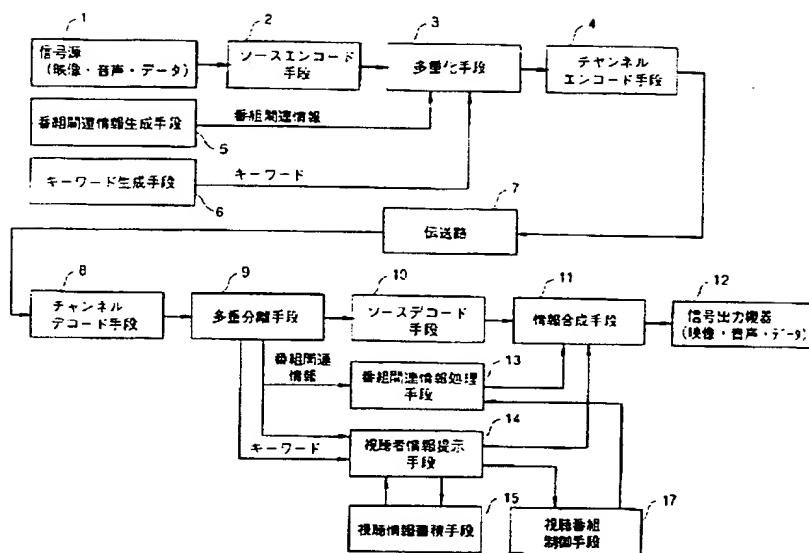 1
信号源
(映像・音声・データ)
2
ソースエンコード
手段
3
多重化手段
4
チャンネル
エンコード手段
番組関連情報生成手段
5
番組関連情報
キーワード生成手段
6
キーワード
7
伝送路
8
チャンネル
デコード手段
9
多重分離手段
10
ソースデコード
手段
11
情報合成手段
12
信号出力機器
(映像・音声・データ)
番組関連
情報
13
番組関連情報処理
手段
キーワード
14
視聴者情報提示
手段
15
視聴情報蓄積手段
17
視聴番組
制御手段